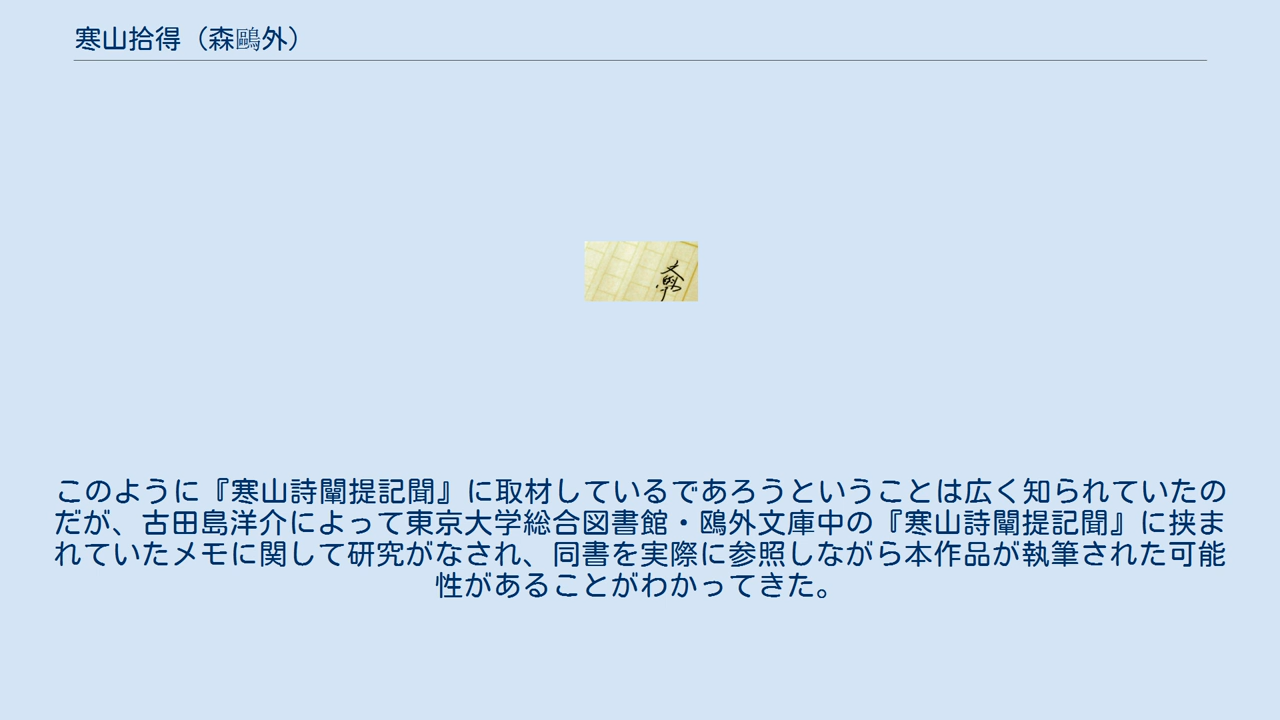 寒山拾得（森鷗外）
このように『寒山詩闡提記聞』に取材しているであろうということは広く知られていたの
だが、古田島洋介によって東京大学総合図書館・鴎外文庫中の『寒山詩闡提記聞』に挟ま
れていたメモに関して研究がなされ、同書を実際に参照しながら本作品が執筆された可能
性があることがわかってきた。